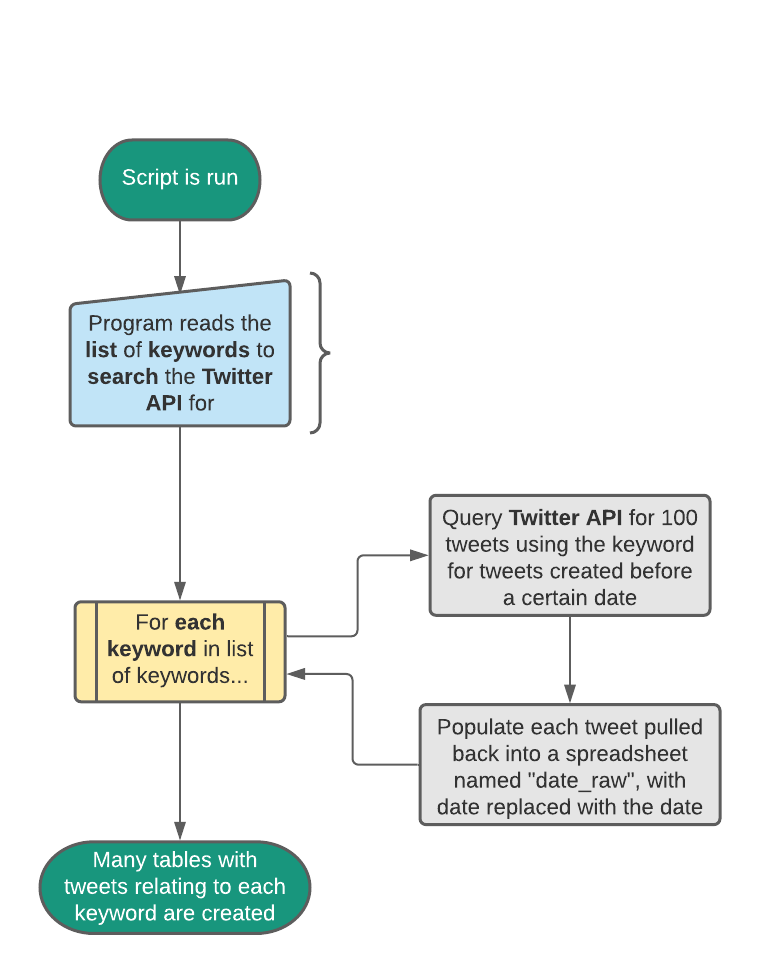 Script is run
Program reads the
list of keywords to
search the Twitter
API for
Query Twitter API for 100
tweets using the keyword
for tweets created before
a certain date
For each
keyword in list
of keywords...
Populate each tweet pulled
back into a spreadsheet
named "date_raw", with
date replaced with the date
Many tables with
tweets relating to each
keyword are created